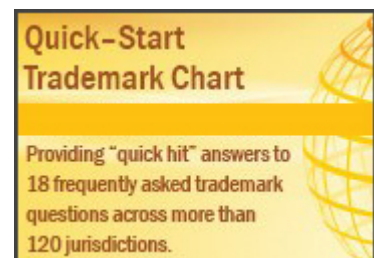 Quick–Start
Trademark Chart
Providing “quick hit” answers to
18 frequently asked trademark
questions across more than
120 jurisdictions.